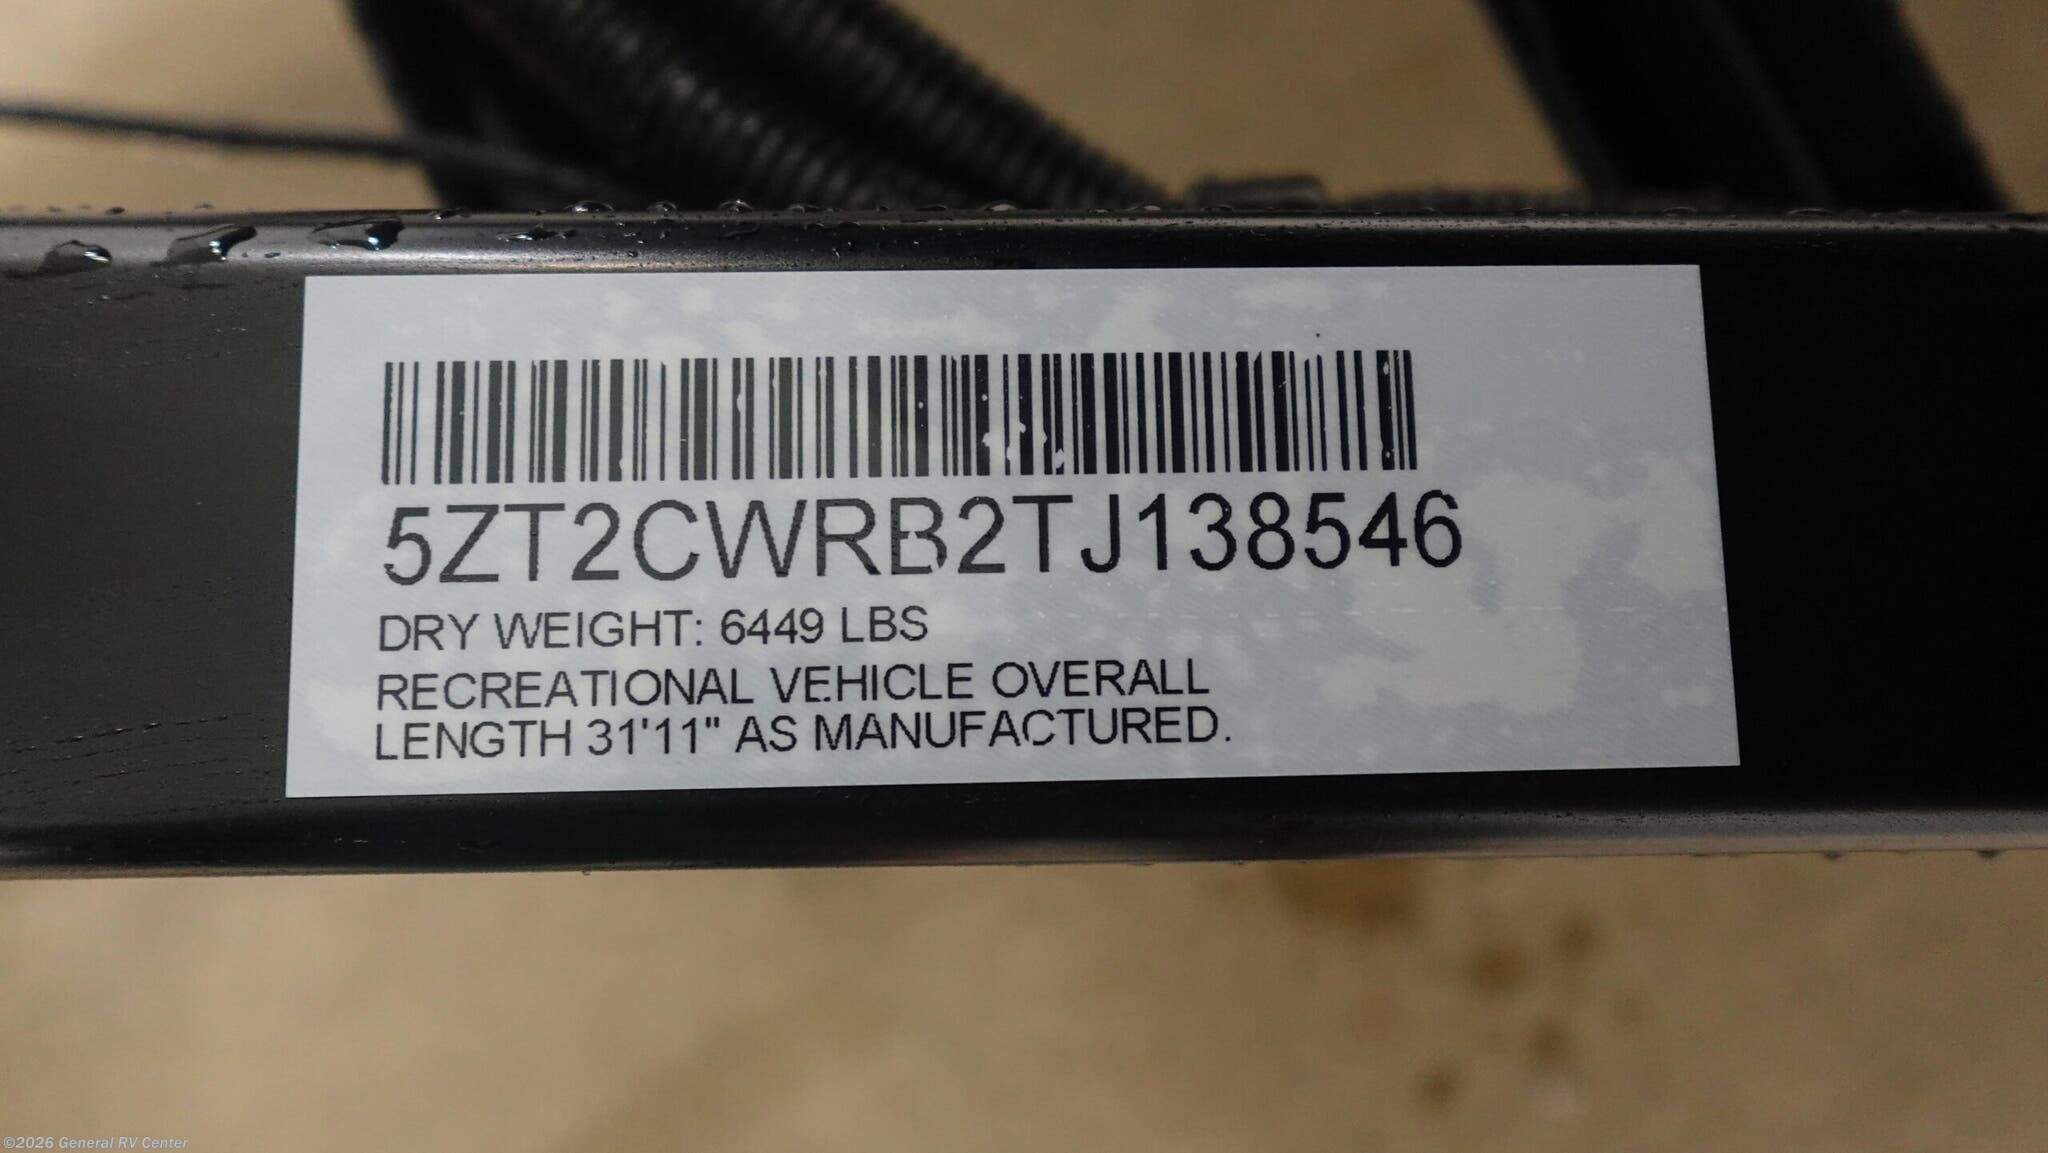 5ZT2CWRB2TJ138546
DRY WEIGHT: 6449 LBS
RECREATIONAL VEHICLE OVERALL
LENGTH 31'11" AS MANUFACTURED.
©2026 General RV Center